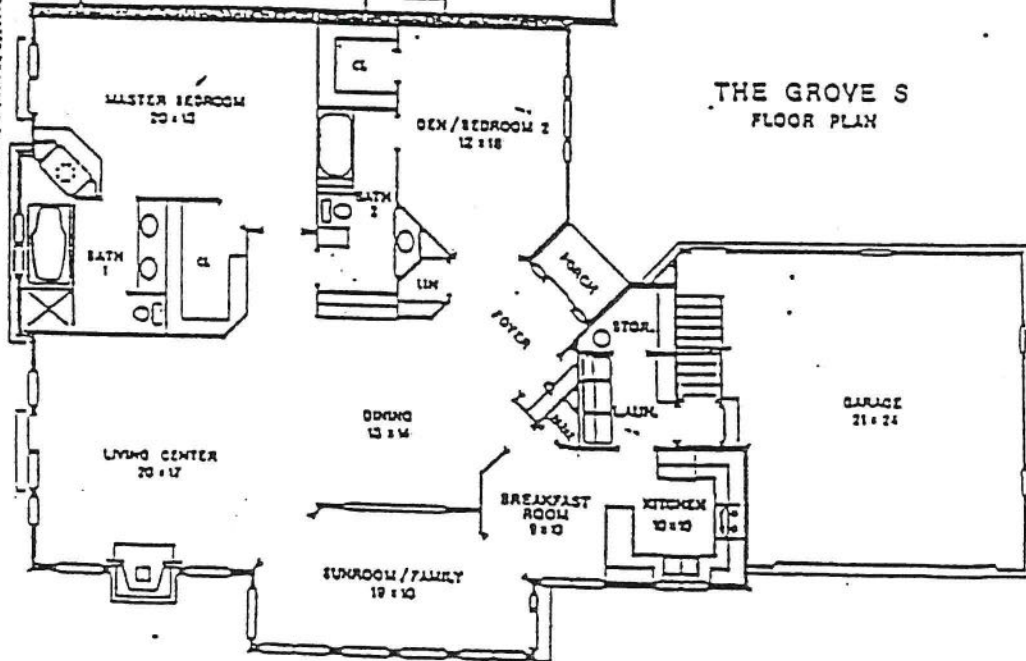 THE GROVE S
FLOOR PLAN
MASTER BEDROOM
20 x 13
CL
DEN / BEDROOM 2
12 x 18
BATH
2
BATH
1
CL
LIN
PORCH
FOYER
STOR.
LAUN.
GARAGE
21 x 24
DINING
13 x 14
LIVING CENTER
20 x 17
BREAKFAST
ROOM
9 x 13
KITCHEN
10 x 13
SUNROOM / FAMILY
19 x 10